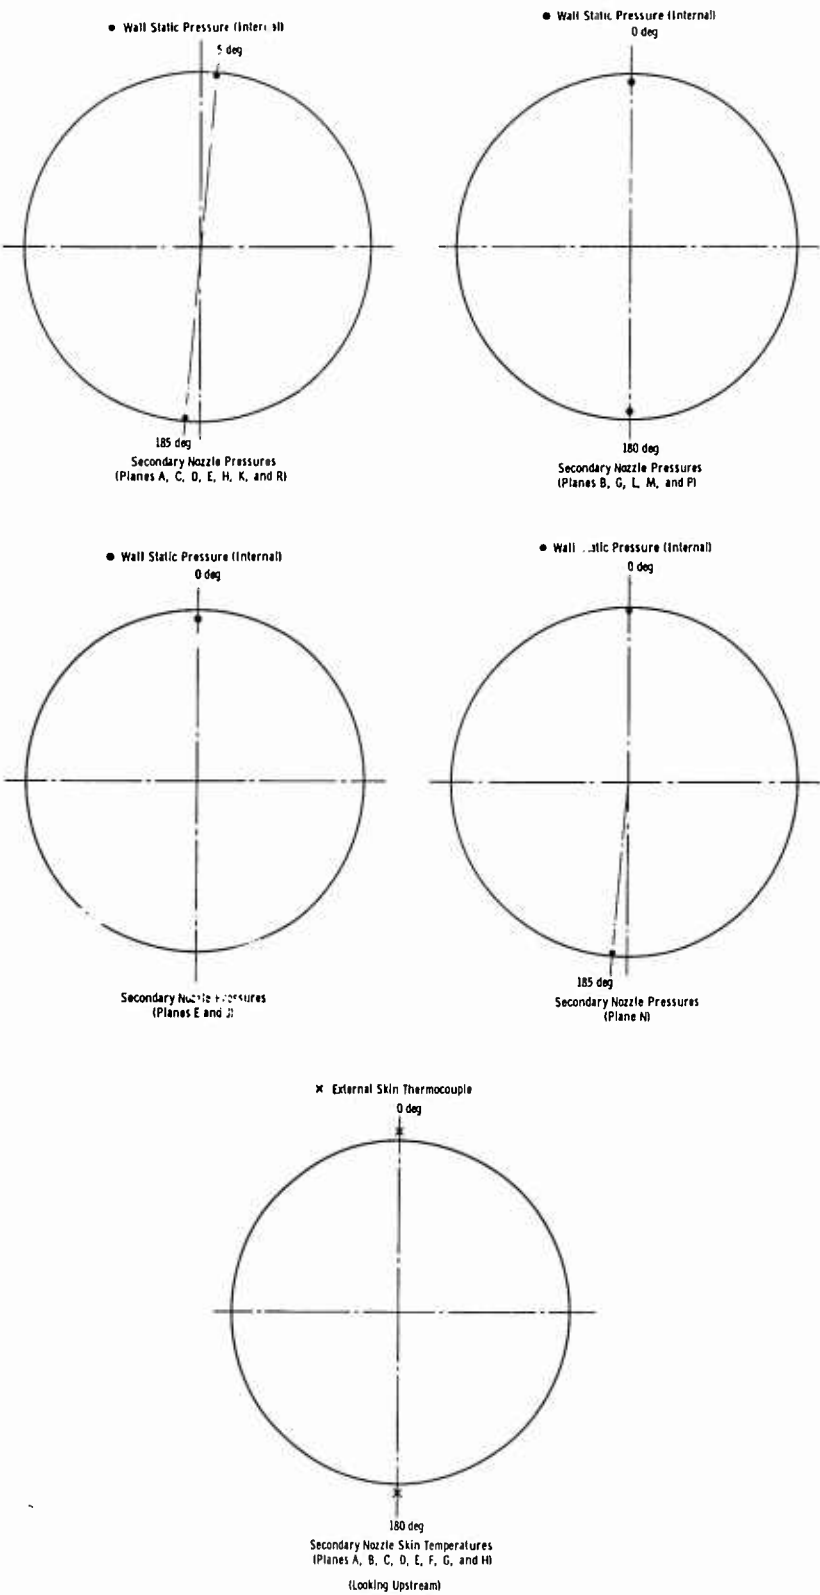 ● Wall Static Pressure
5 deg
185 deg
Secondary Nozzle Pressures
(Planes A, C, D, E, H, K, and R)
● Wall Static Pressure (Internal)
0 deg
180 deg
Secondary Nozzle Pressures
(Planes B, G, L, M, and P)
● Wall Static Pressure (Internal)
0 deg
Secondary Nozzle Pressures
(Planes E and J)
● Wall Pressure (Internal)
0 deg
185 deg
Secondary Nozzle Pressures
(Plane N)
× External Skin Thermocouple
0 deg
180 deg
Secondary Nozzle Skin Temperatures
(Planes A, B, C, D, E, F, G, and H)
(Looking Upstream)